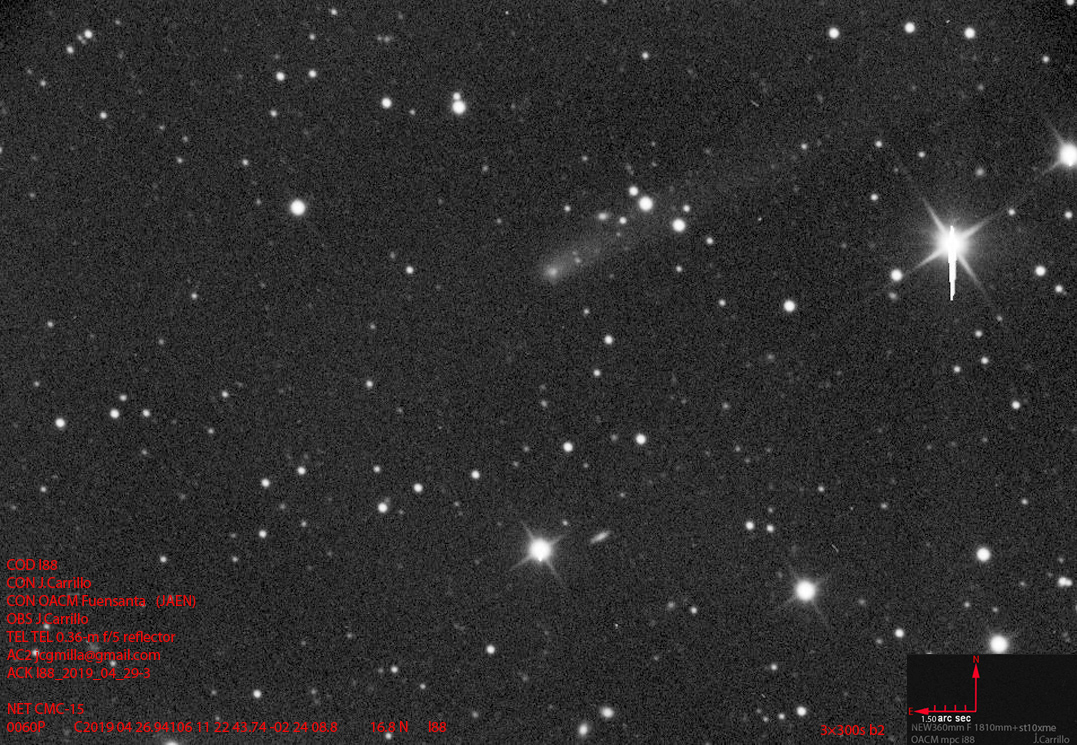 COD I88
CON J.Carrillo
CON OACM Fuensanta (JAEN)
OBS J.Carrillo
TEL TEL 0.36-m f/5 reflector
AC2 jcgmilla@gmail.com
ACK I88_2019_04_29-3
NET CMC-15
0060P C2019 04 26.94108 11 22 43.74 -02 24 08.8 16.8 N I88
3×300s b2
N
E
1.50 arc sec
NEW360mm F 1810mm+st10xme
OACM mpc i88 J.Carrillo